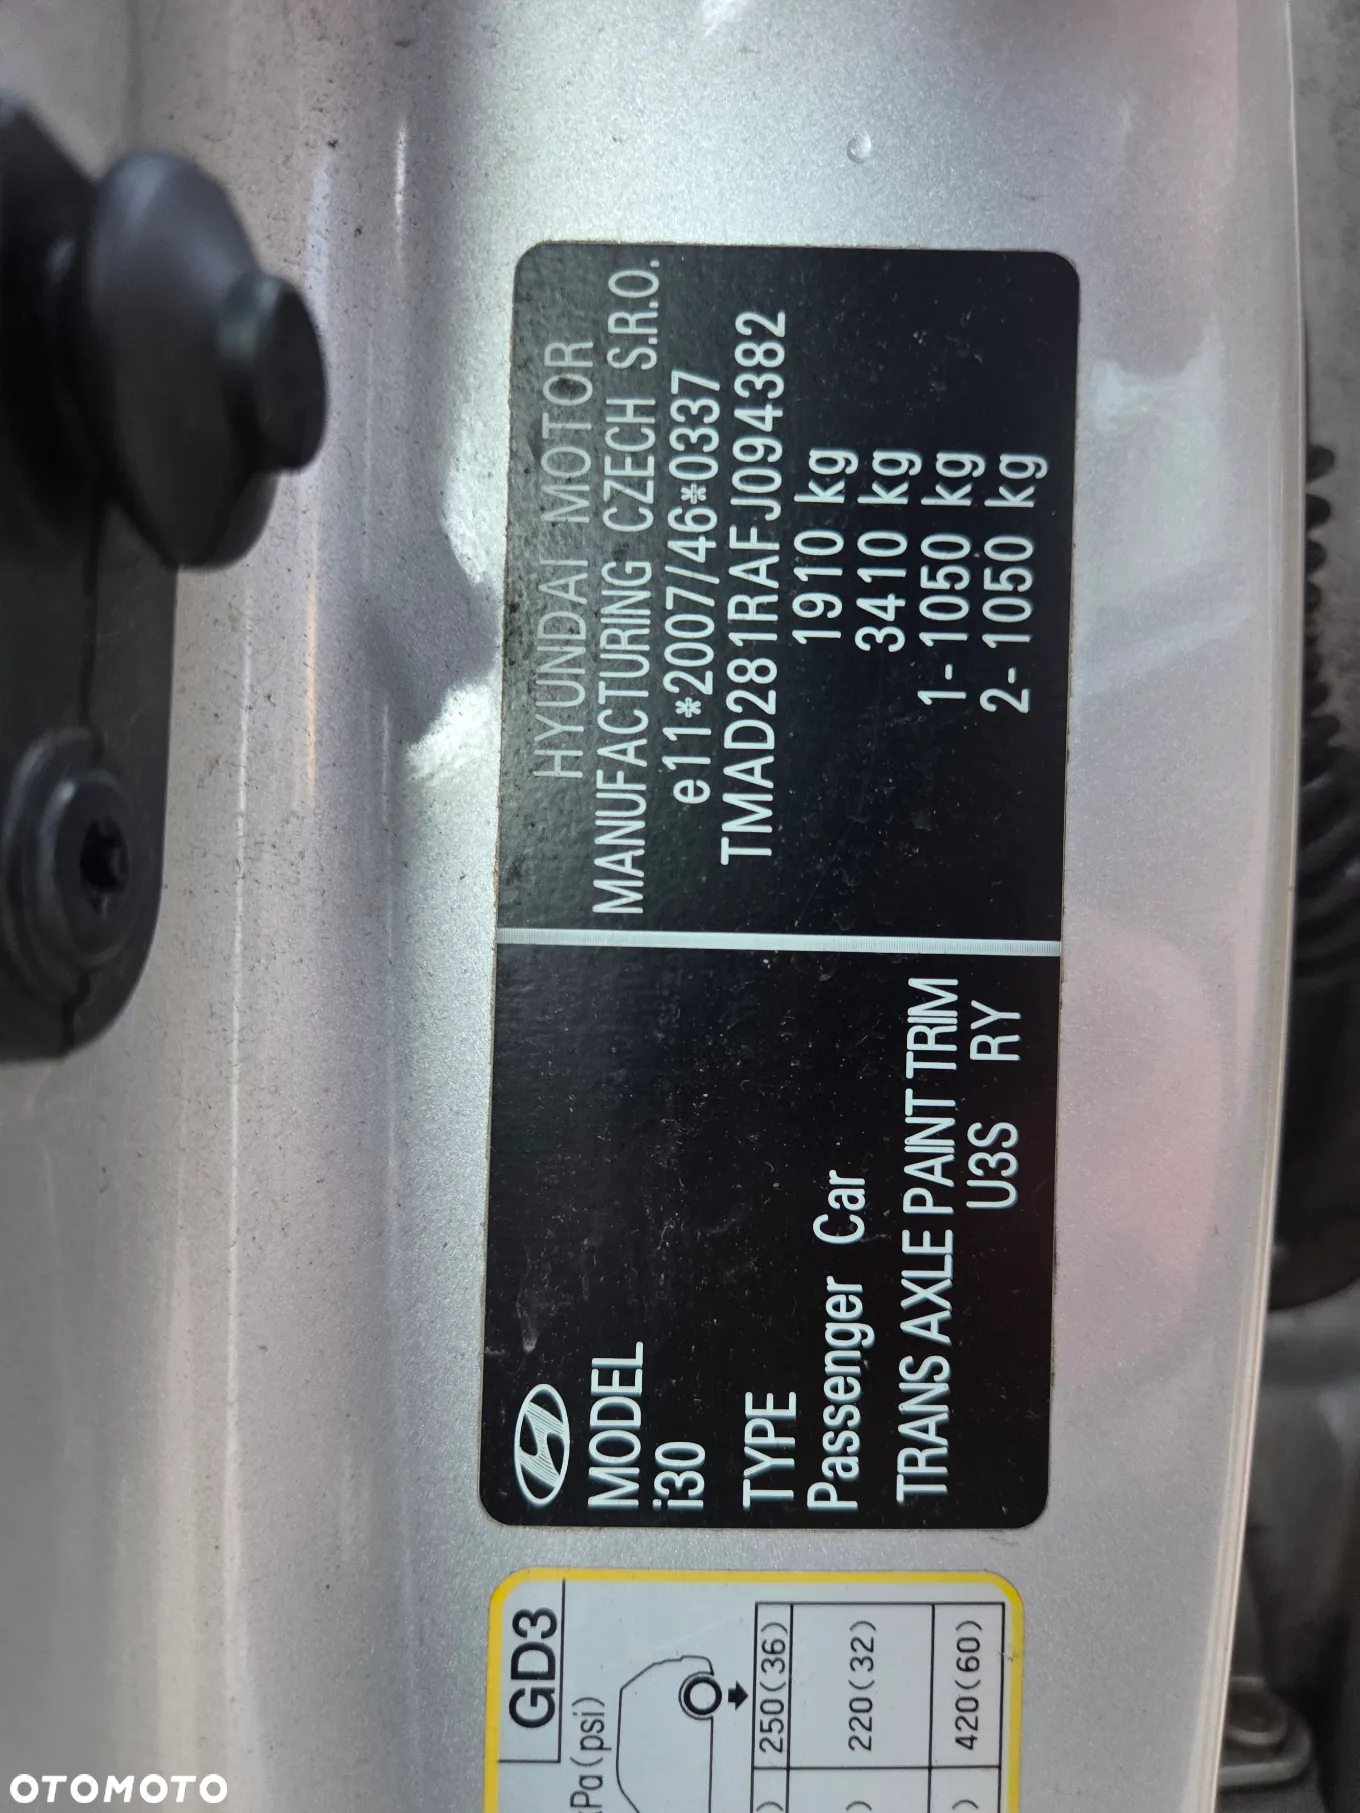 HYUNDAI MOTOR
MANUFACTURING CZECH S.R.O.
e11*2007/46*0337
TMAD281RAFJ094382
1910 kg
3410 kg
1- 1050 kg
2- 1050 kg
MODEL
i30
TYPE
Passenger Car
TRANS AXLE PAINT TRIM
U3S RY
GD3
Pa(psi)
250(36)
220(32)
420(60)
OTOMOTO